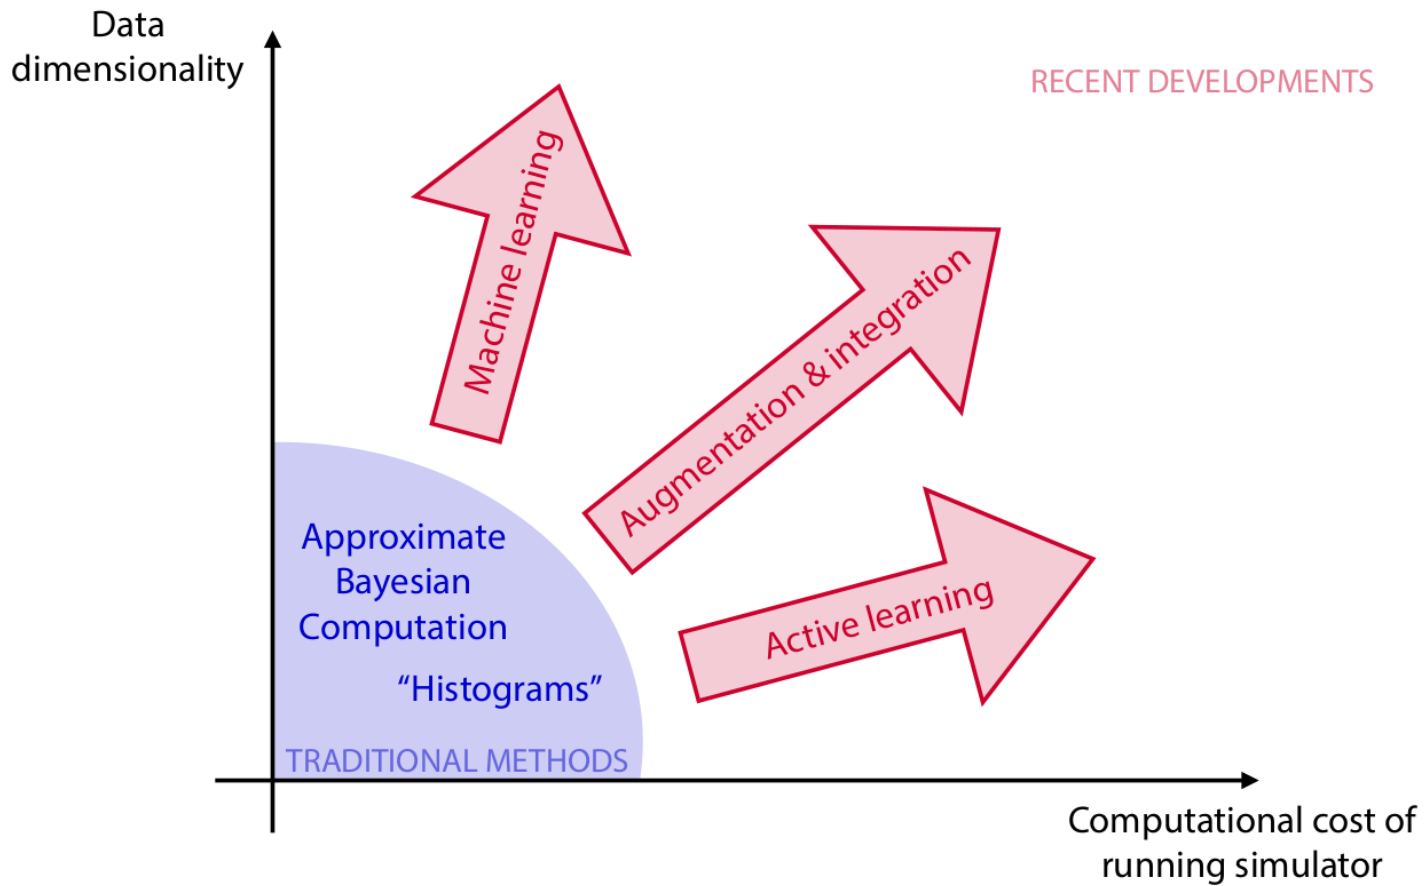 Data
dimensionality
RECENT DEVELOPMENTS
Machine learning
Augmentation & integration
Active learning
Approximate
Bayesian
Computation
“Histograms”
TRADITIONAL METHODS
Computational cost of
running simulator